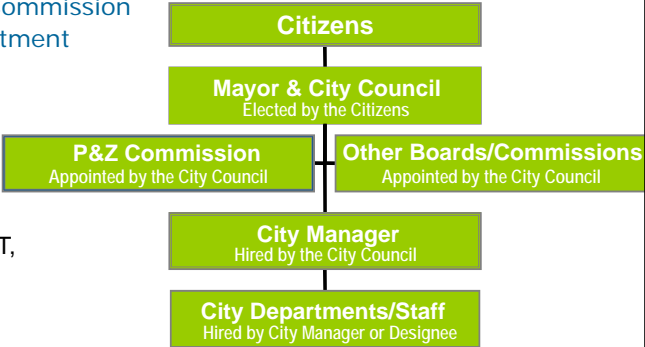 ommission
tment
Citizens
Mayor & City Council
Elected by the Citizens
P&Z Commission
Appointed by the City Council
Other Boards/Commissions
Appointed by the City Council
T,
City Manager
Hired by the City Council
City Departments/Staff
Hired by City Manager or Designee